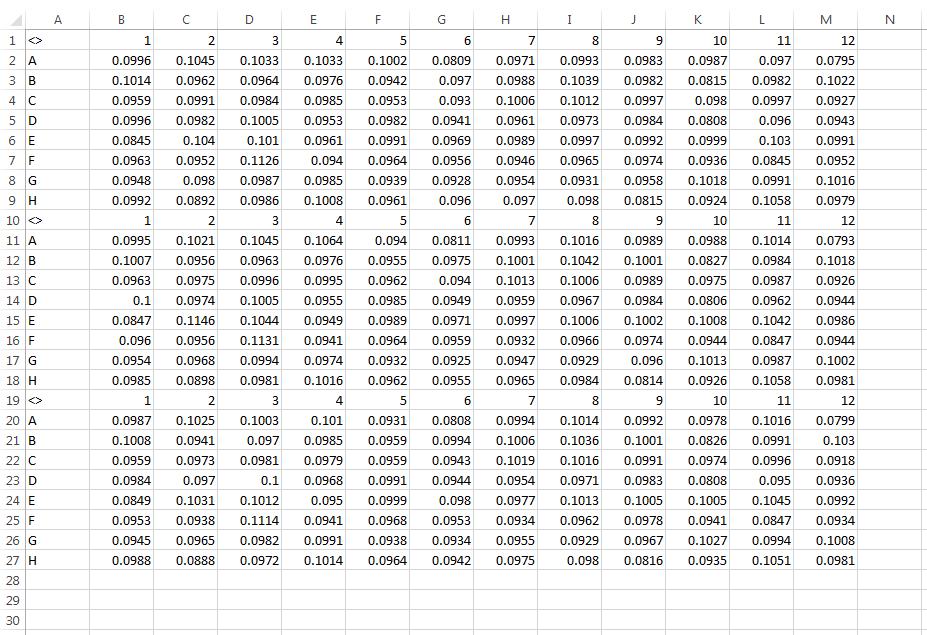 A B C D E F G H I J K L M N
1 <> 1 2 3 4 5 6 7 8 9 10 11 12
2 A 0.0996 0.1045 0.1033 0.1033 0.1002 0.0809 0.0971 0.0993 0.0983 0.0987 0.097 0.0795
3 B 0.1014 0.0962 0.0964 0.0976 0.0942 0.097 0.0988 0.1039 0.0982 0.0815 0.0982 0.1022
4 C 0.0959 0.0991 0.0984 0.0985 0.0953 0.093 0.1006 0.1012 0.0997 0.098 0.0997 0.0927
5 D 0.0996 0.0982 0.1005 0.0953 0.0982 0.0941 0.0961 0.0973 0.0984 0.0808 0.096 0.0943
6 E 0.0845 0.104 0.101 0.0961 0.0991 0.0969 0.0989 0.0997 0.0992 0.0999 0.103 0.0991
7 F 0.0963 0.0952 0.1126 0.094 0.0964 0.0956 0.0946 0.0965 0.0974 0.0936 0.0845 0.0952
8 G 0.0948 0.098 0.0987 0.0985 0.0939 0.0928 0.0954 0.0931 0.0958 0.1018 0.0991 0.1016
9 H 0.0992 0.0892 0.0986 0.1008 0.0961 0.096 0.097 0.098 0.0815 0.0924 0.1058 0.0979
10 <> 1 2 3 4 5 6 7 8 9 10 11 12
11 A 0.0995 0.1021 0.1045 0.1064 0.094 0.0811 0.0993 0.1016 0.0989 0.0988 0.1014 0.0793
12 B 0.1007 0.0956 0.0963 0.0976 0.0955 0.0975 0.1001 0.1042 0.1001 0.0827 0.0984 0.1018
13 C 0.0963 0.0975 0.0996 0.0995 0.0962 0.094 0.1013 0.1006 0.0989 0.0975 0.0987 0.0926
14 D 0.1 0.0974 0.1005 0.0955 0.0985 0.0949 0.0959 0.0967 0.0984 0.0806 0.0962 0.0944
15 E 0.0847 0.1146 0.1044 0.0949 0.0989 0.0971 0.0997 0.1006 0.1002 0.1008 0.1042 0.0986
16 F 0.096 0.0956 0.1131 0.0941 0.0964 0.0959 0.0932 0.0966 0.0974 0.0944 0.0847 0.0944
17 G 0.0954 0.0968 0.0994 0.0974 0.0932 0.0925 0.0947 0.0929 0.096 0.1013 0.0987 0.1002
18 H 0.0985 0.0898 0.0981 0.1016 0.0962 0.0955 0.0965 0.0984 0.0814 0.0926 0.1058 0.0981
19 <> 1 2 3 4 5 6 7 8 9 10 11 12
20 A 0.0987 0.1025 0.1003 0.101 0.0931 0.0808 0.0994 0.1014 0.0992 0.0978 0.1016 0.0799
21 B 0.1008 0.0941 0.097 0.0985 0.0959 0.0994 0.1006 0.1036 0.1001 0.0826 0.0991 0.103
22 C 0.0959 0.0973 0.0981 0.0979 0.0959 0.0943 0.1019 0.1016 0.0991 0.0974 0.0996 0.0918
23 D 0.0984 0.097 0.1 0.0968 0.0991 0.0944 0.0954 0.0971 0.0983 0.0808 0.095 0.0936
24 E 0.0849 0.1031 0.1012 0.095 0.0999 0.098 0.0977 0.1013 0.1005 0.1005 0.1045 0.0992
25 F 0.0953 0.0938 0.1114 0.0941 0.0968 0.0953 0.0934 0.0962 0.0978 0.0941 0.0847 0.0934
26 G 0.0945 0.0965 0.0982 0.0991 0.0938 0.0934 0.0955 0.0929 0.0967 0.1027 0.0994 0.1008
27 H 0.0988 0.0888 0.0972 0.1014 0.0964 0.0942 0.0975 0.098 0.0816 0.0935 0.1051 0.0981
28
29
30